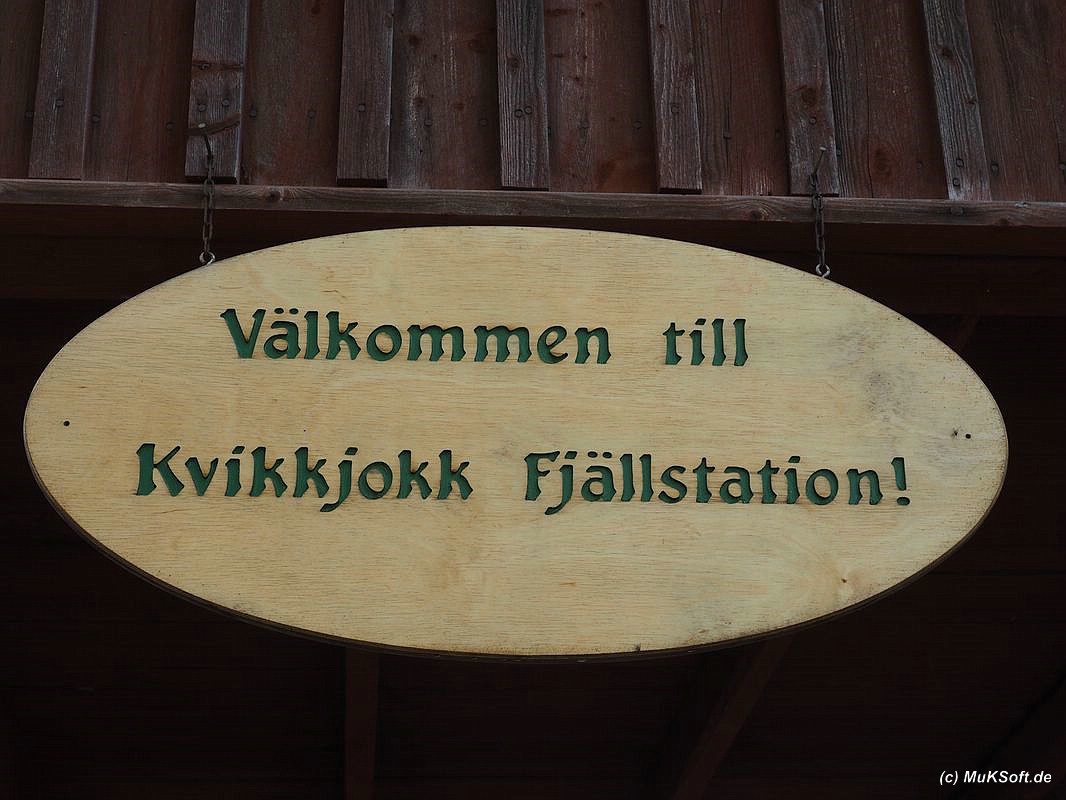 Välkommen till
Kvikkjokk Fjällstation!
(c) MuKSoft.de